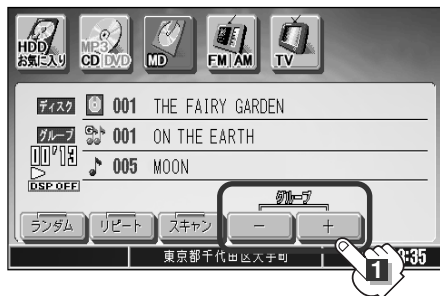 HDD お気に入り MP3 CD DVD MD FM AM TV
ディスク 001 THE FAIRY GARDEN
グループ 001 ON THE EARTH
00'13
005 MOON
DSP OFF
グループ
ランダム リピート スキャン － ＋
東京都千代田区大手町
1